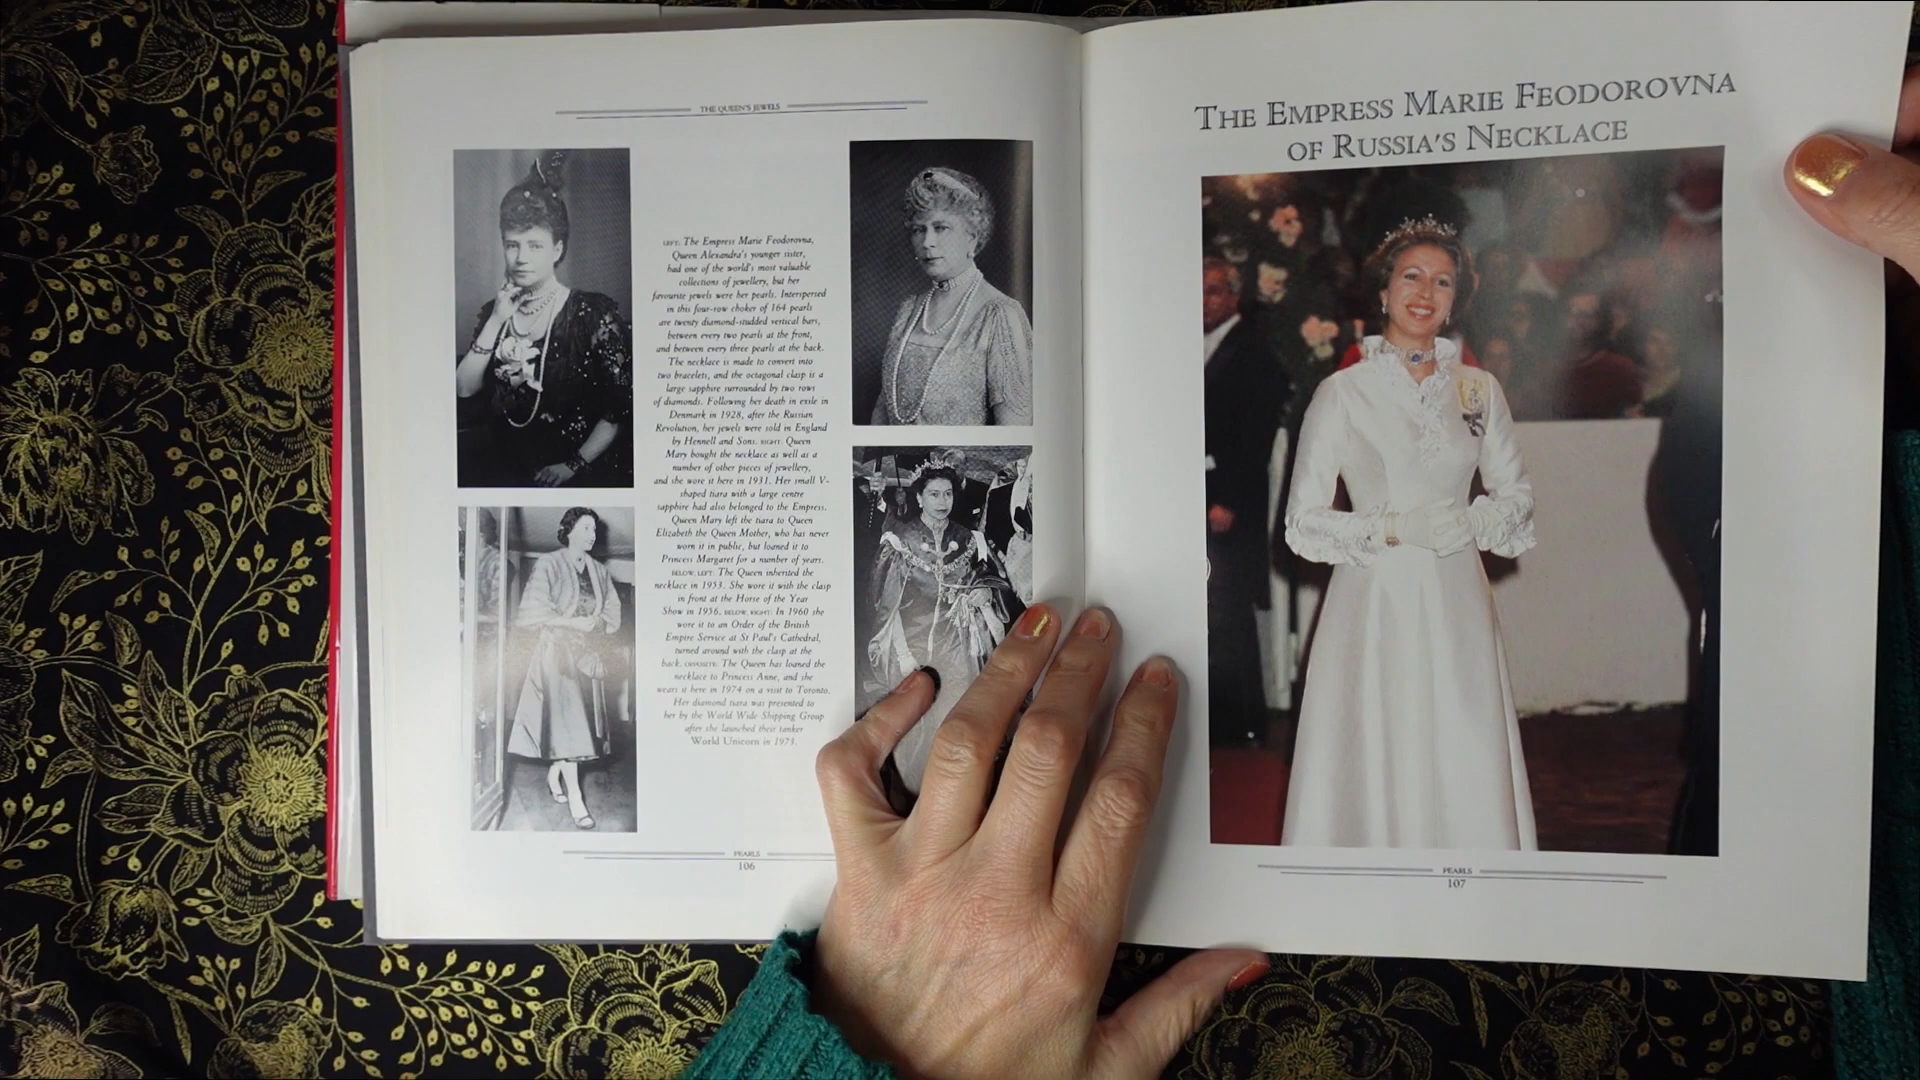 THE QUEEN'S JEWELS
LEFT: The Empress Marie Feodorovna,
Queen Alexandra's younger sister,
had one of the world's most valuable
collections of jewellery, but her
favourite jewels were her pearls. Interspersed
in this four-row choker of 164 pearls
are twenty diamond-studded vertical bars,
between every two pearls at the front,
and between every three pearls at the back.
The necklace is made to convert into
two bracelets, and the octagonal clasp is a
large sapphire surrounded by two rows
of diamonds. Following her death in exile in
Denmark in 1928, after the Russian
Revolution, her jewels were sold in England
by Hennell and Sons. RIGHT: Queen
Mary bought the necklace as well as a
number of other pieces of jewellery,
and she wore it here in 1931. Her small V-
shaped tiara with a large centre
sapphire had also belonged to the Empress.
Queen Mary left the tiara to Queen
Elizabeth the Queen Mother, who has never
worn it in public, but loaned it to
Princess Margaret for a number of years.
BELOW, LEFT: The Queen inherited the
necklace in 1953. She wore it with the clasp
in front at the Horse of the Year
Show in 1956. BELOW, RIGHT: In 1960 she
wore it to an Order of the British
Empire Service at St Paul's Cathedral,
turned around with the clasp at the
back. OPPOSITE: The Queen has loaned the
necklace to Princess Anne, and she
wears it here in 1974 on a visit to Toronto.
Her diamond tiara was presented to
her by the World Wide Shipping Group
after she launched their tanker
World Unicorn in 1973.
PEARLS
106
THE EMPRESS MARIE FEODOROVNA
OF RUSSIA'S NECKLACE
PEARLS
107